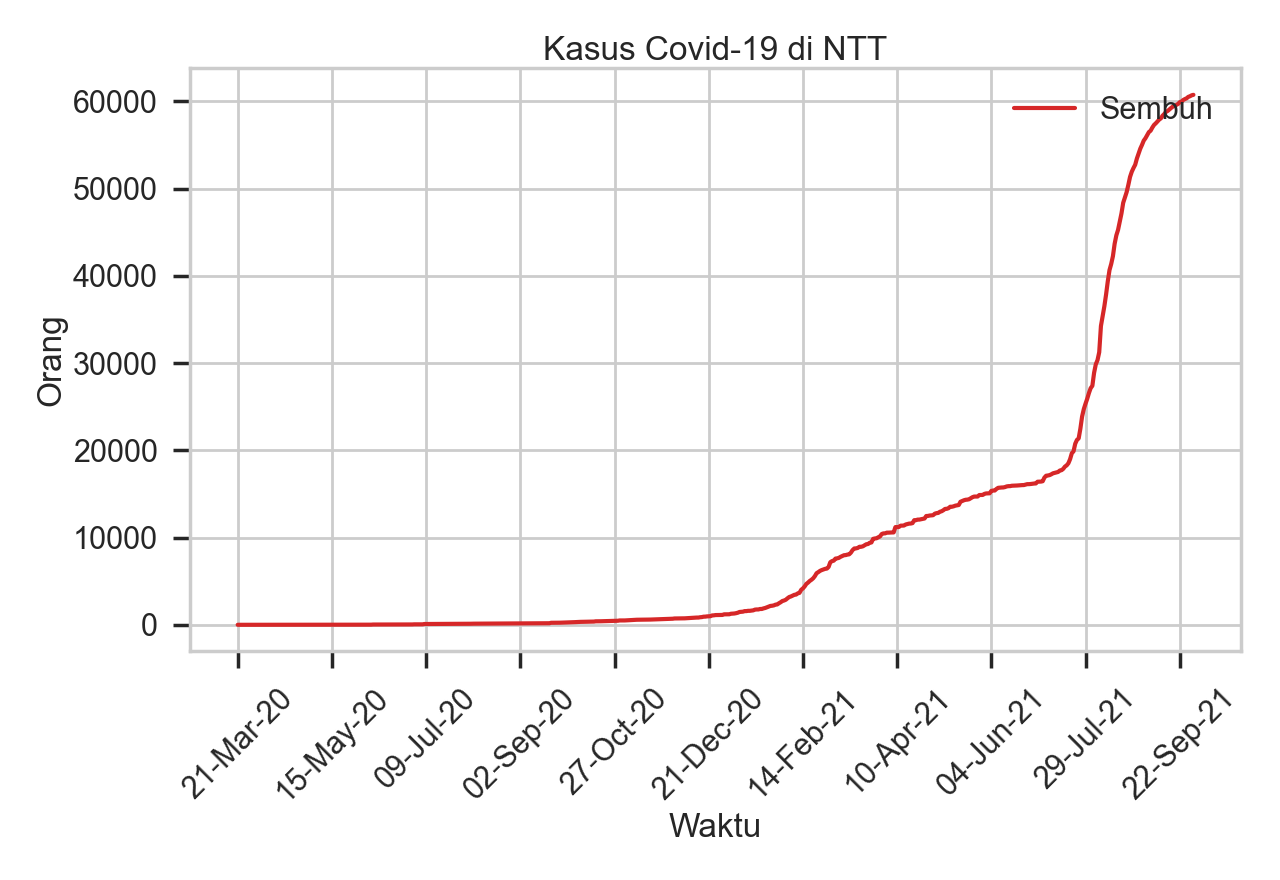 Kasus Covid-19 di NTT
Sembuh
60000
50000
40000
30000
20000
10000
0
Orang
21-Mar-20
15-May-20
09-Jul-20
02-Sep-20
27-Oct-20
21-Dec-20
14-Feb-21
10-Apr-21
04-Jun-21
29-Jul-21
22-Sep-21
Waktu